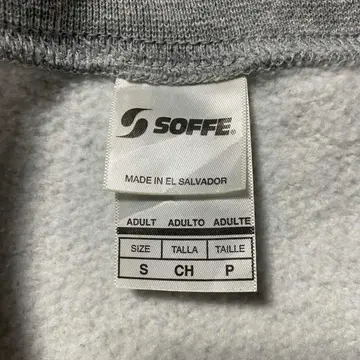 SOFFE®
MADE IN EL SALVADOR
ADULT ADULTO ADULTE
SIZE TALLA TAILLE
S CH P